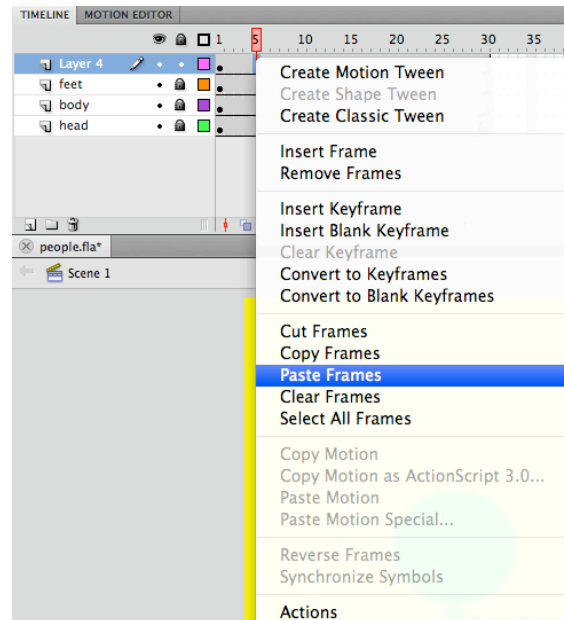 TIMELINE MOTION EDITOR
1 5 10 15 20 25 30 35
Layer 4
feet
body
head
people.fla*
Scene 1
Create Motion Tween
Create Shape Tween
Create Classic Tween
Insert Frame
Remove Frames
Insert Keyframe
Insert Blank Keyframe
Clear Keyframe
Convert to Keyframes
Convert to Blank Keyframes
Cut Frames
Copy Frames
Paste Frames
Clear Frames
Select All Frames
Copy Motion
Copy Motion as ActionScript 3.0...
Paste Motion
Paste Motion Special...
Reverse Frames
Synchronize Symbols
Actions